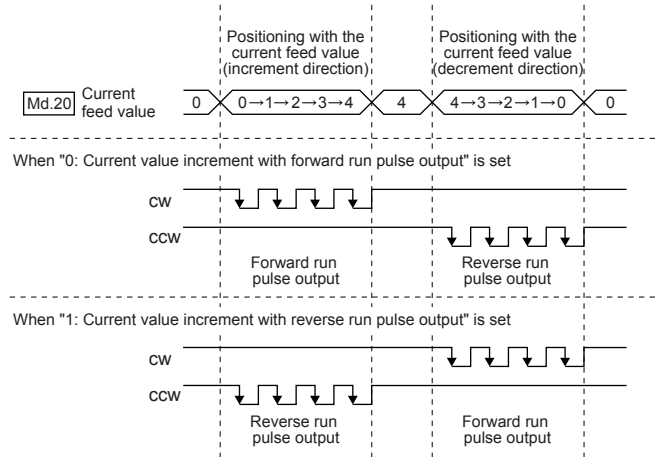 Positioning with the
current feed value
(increment direction)
Positioning with the
current feed value
(decrement direction)
Md.20 Current
feed value
0 0→1→2→3→4 4 4→3→2→1→0 0
When "0: Current value increment with forward run pulse output" is set
CW
CCW
Forward run
pulse output
Reverse run
pulse output
When "1: Current value increment with reverse run pulse output" is set
CW
CCW
Reverse run
pulse output
Forward run
pulse output